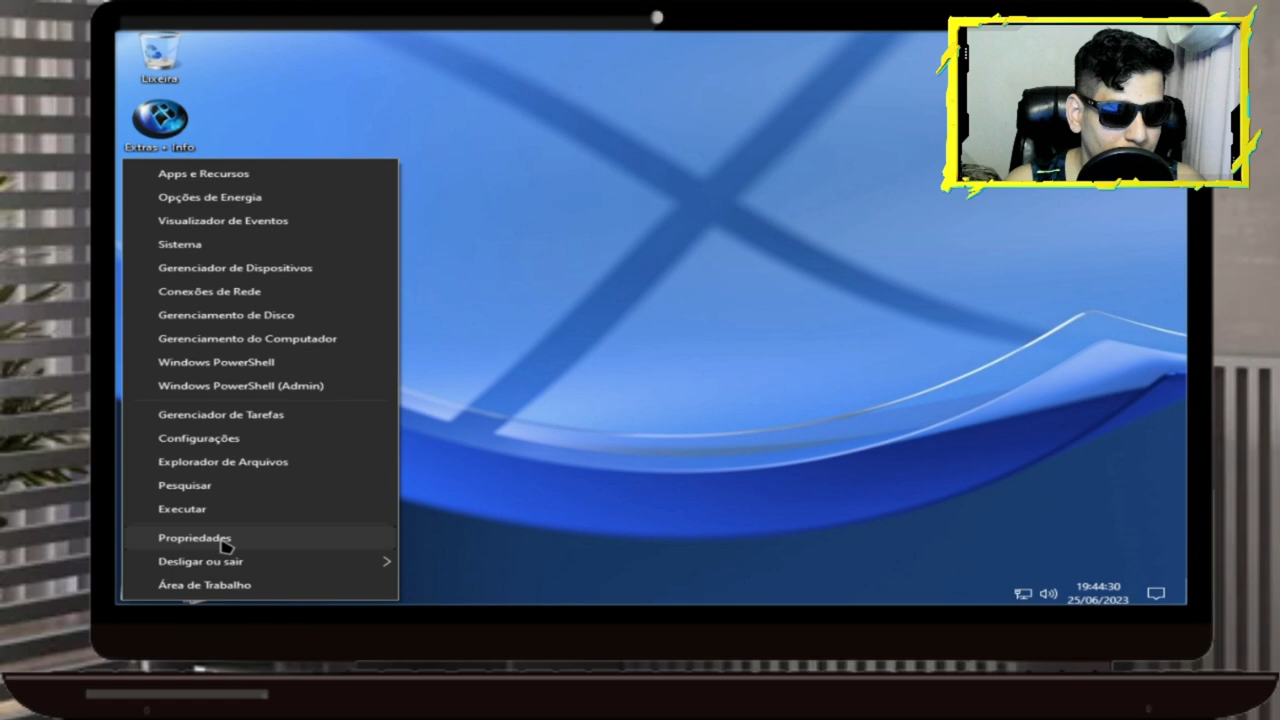 Lixeira
Extras + Info
Apps e Recursos
Opções de Energia
Visualizador de Eventos
Sistema
Gerenciador de Dispositivos
Conexões de Rede
Gerenciamento de Disco
Gerenciamento do Computador
Windows PowerShell
Windows PowerShell (Admin)
Gerenciador de Tarefas
Configurações
Explorador de Arquivos
Pesquisar
Executar
Propriedades
Desligar ou sair
Área de Trabalho
19:44:30
25/06/2023